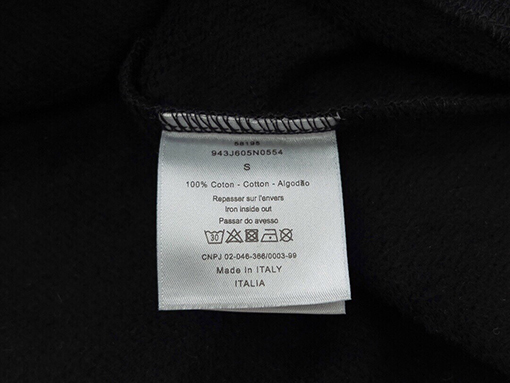 943J605N0554
S
100% Coton - Cotton - Algodão
Repasser sur l'envers
Iron inside out
Passar do avesso
30
CNPJ 02-046-366/0003-99
Made in ITALY
ITALIA